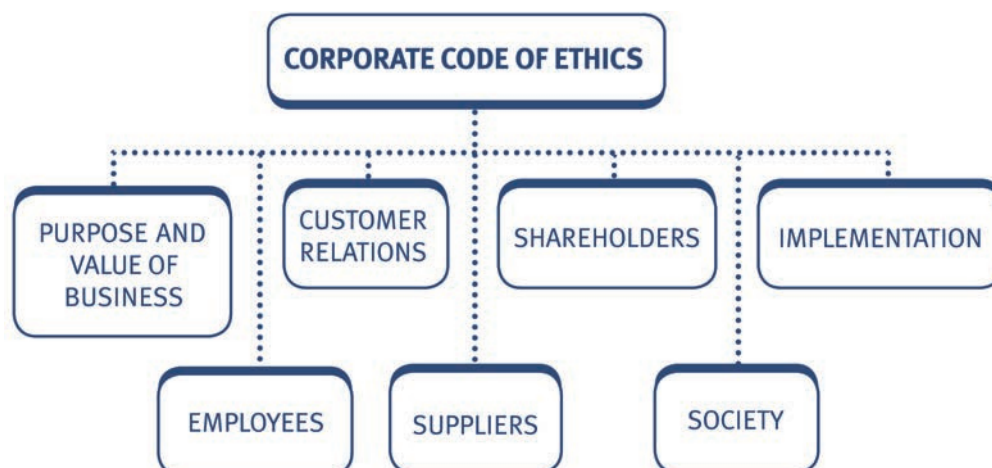 CORPORATE CODE OF ETHICS
PURPOSE AND
VALUE OF
BUSINESS
CUSTOMER
RELATIONS
SHAREHOLDERS
IMPLEMENTATION
EMPLOYEES
SUPPLIERS
SOCIETY